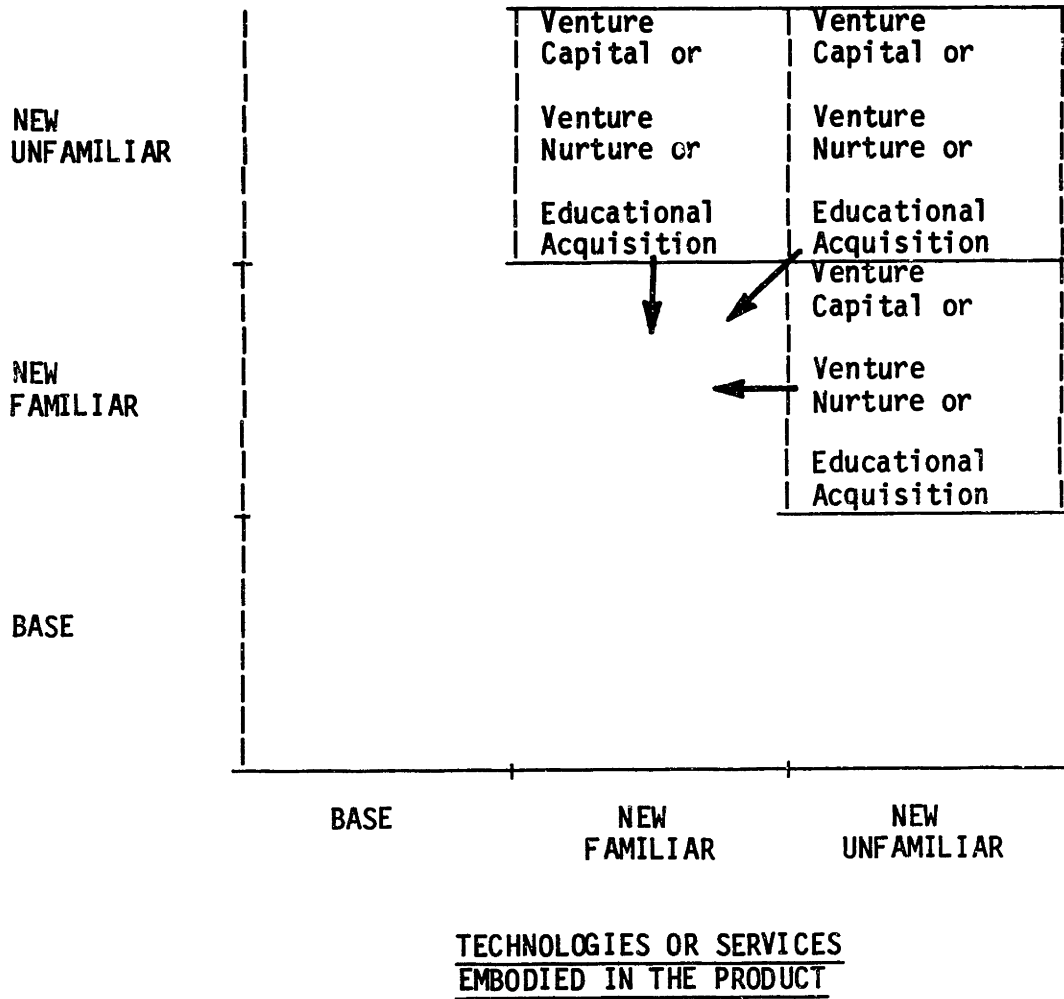 Venture
Capital or
Venture
Nurture or
Educational
Acquisition
Venture
Capital or
Venture
Nurture or
Educational
Acquisition
NEW
UNFAMILIAR
Venture
Capital or
Venture
Nurture or
Educational
Acquisition
NEW
FAMILIAR
BASE
BASE
NEW
FAMILIAR
NEW
UNFAMILIAR
TECHNOLOGIES OR SERVICES
EMBODIED IN THE PRODUCT